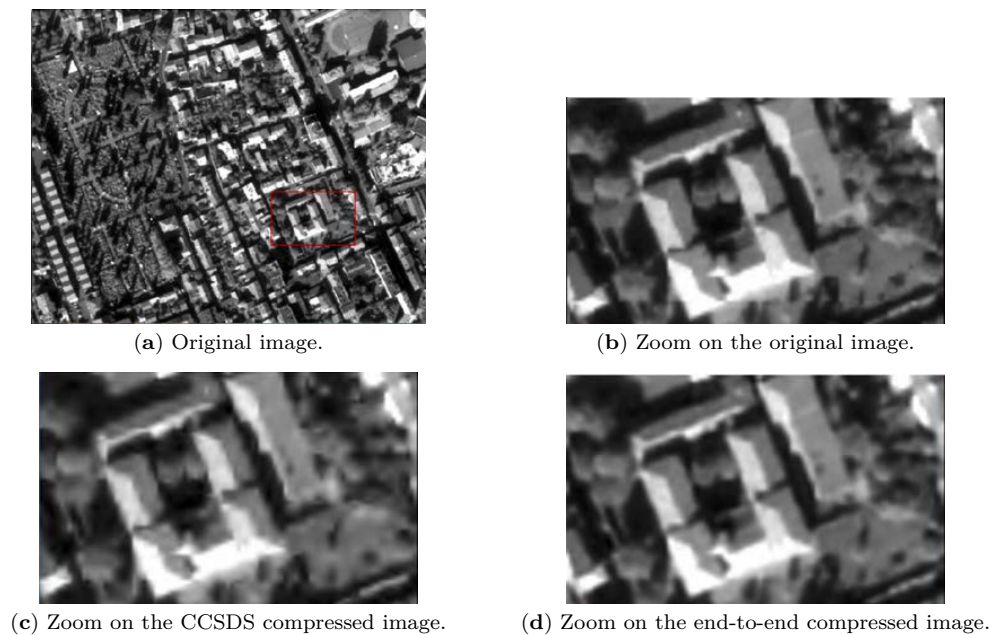 (a) Original image.
(b) Zoom on the original image.
(c) Zoom on the CCSDS compressed image.
(d) Zoom on the end-to-end compressed image.